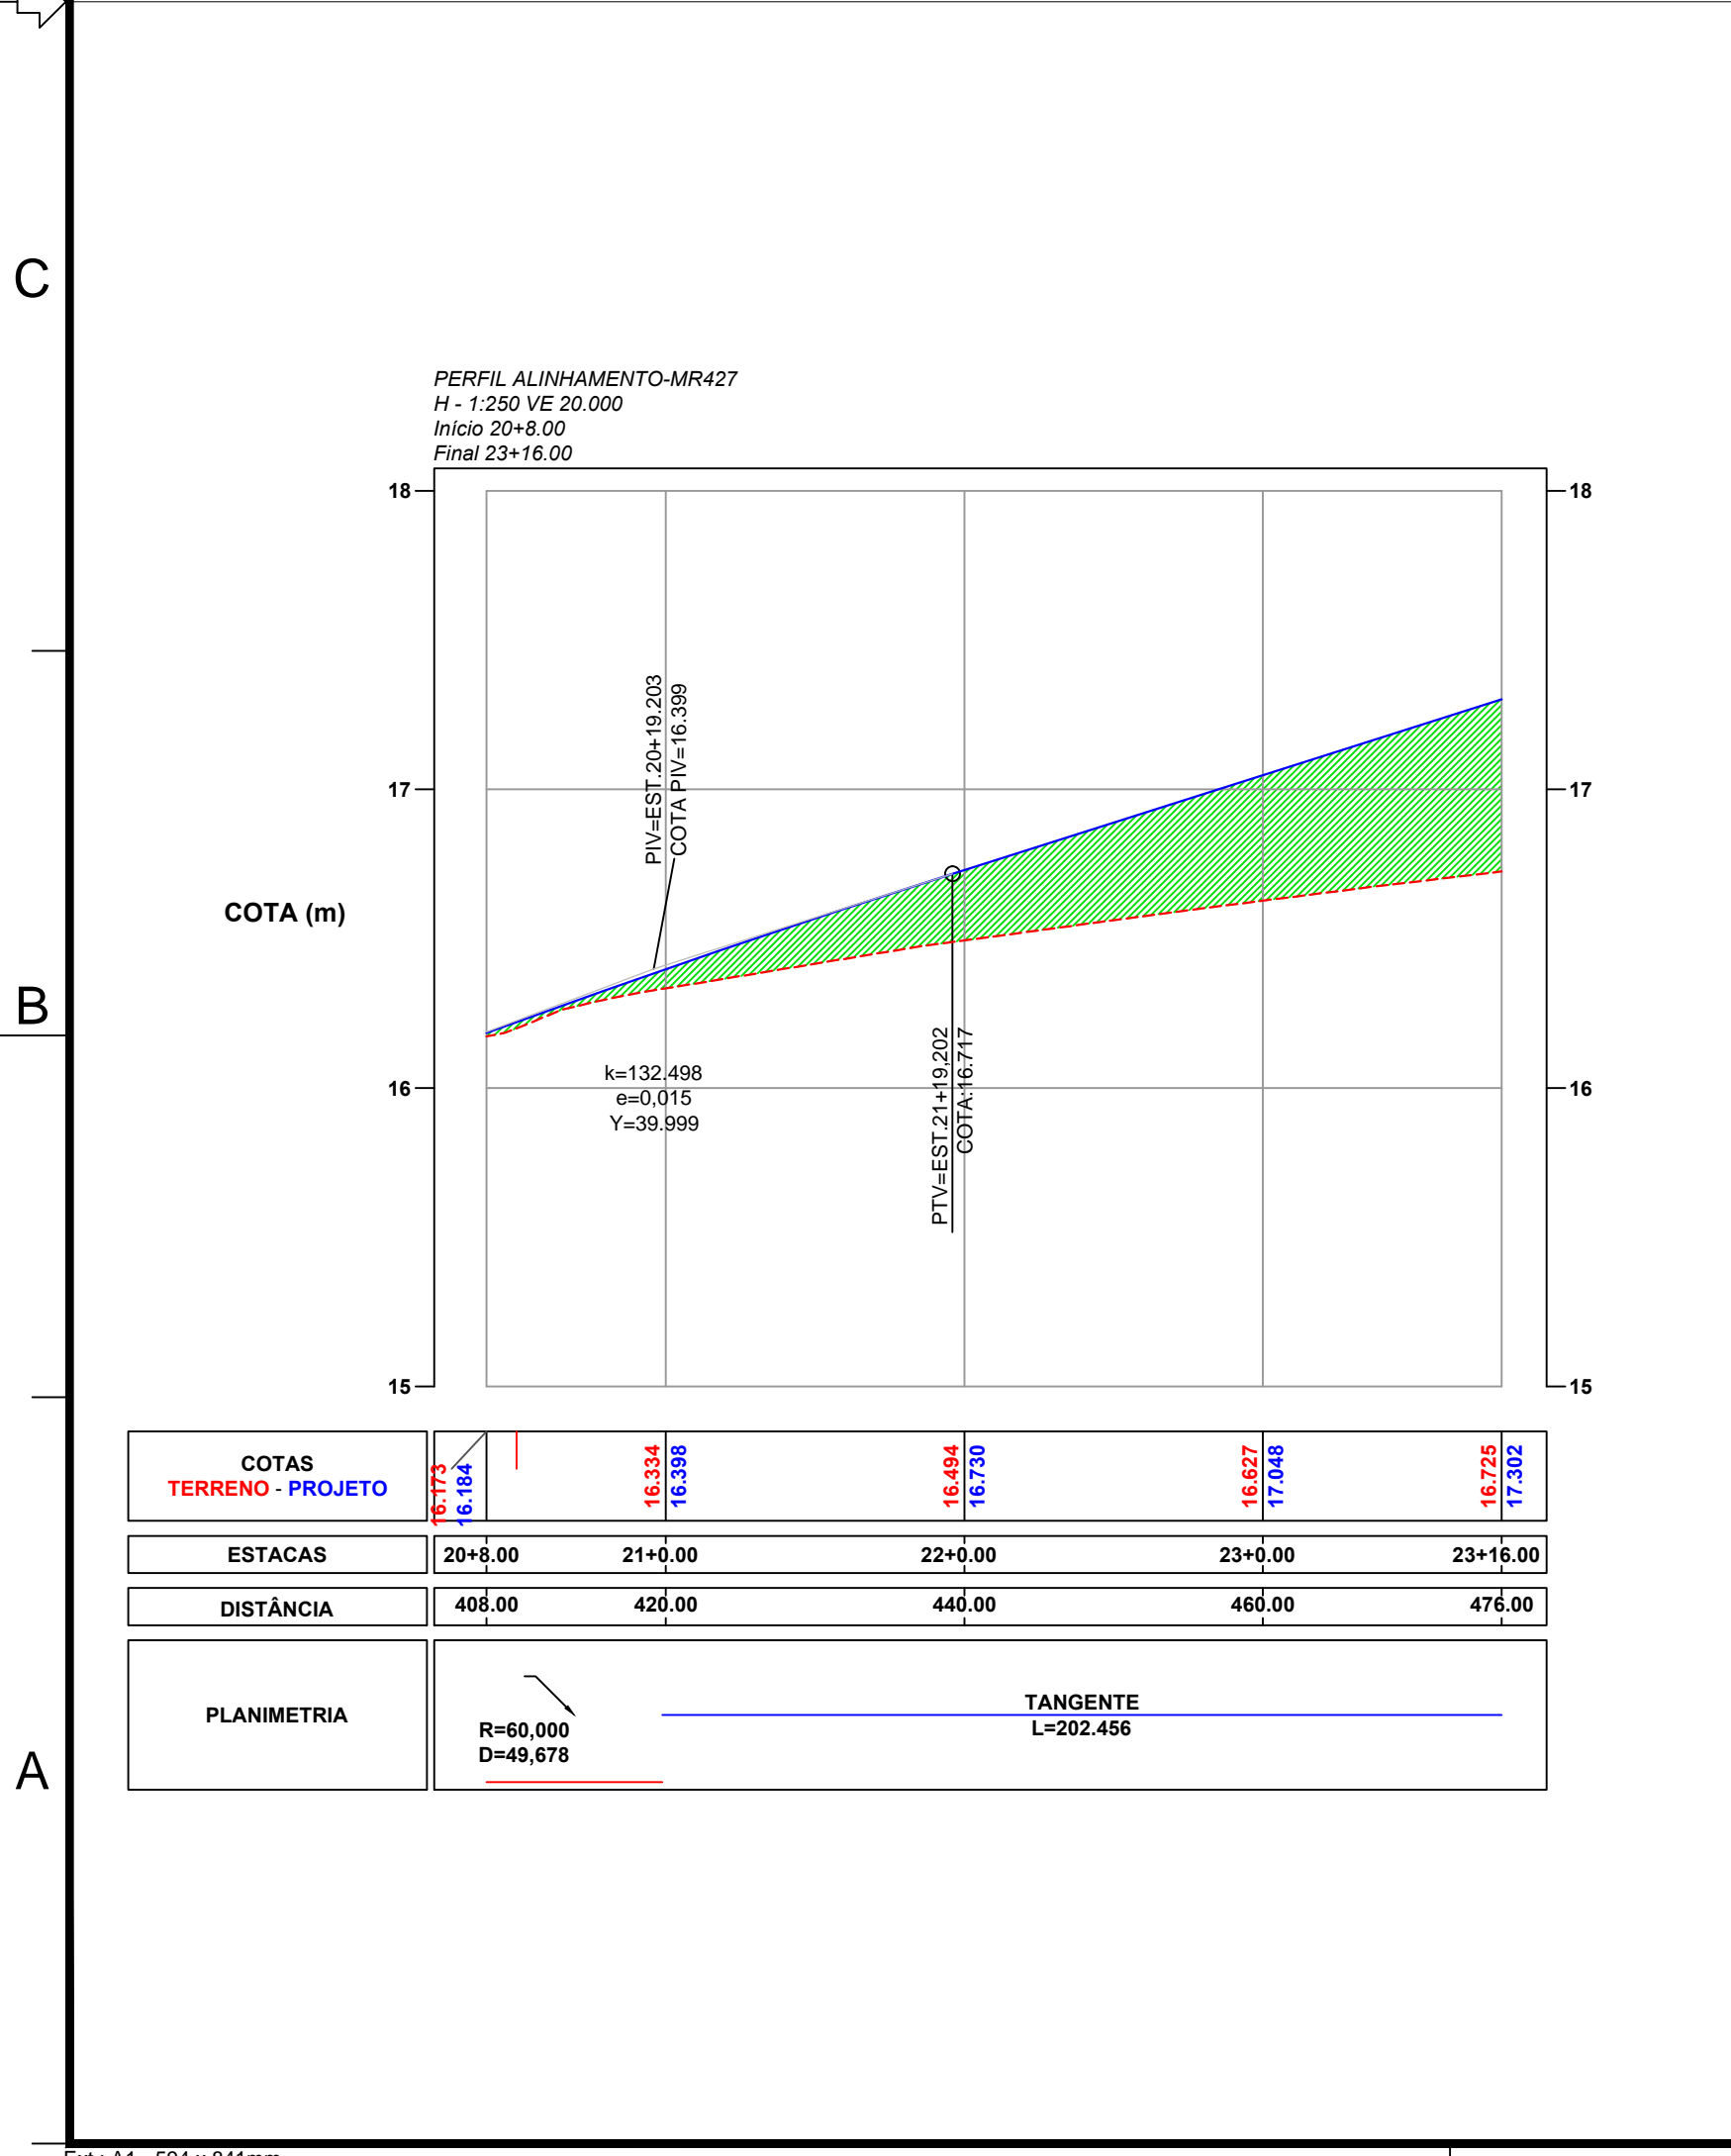 C
B
A
PERFIL ALINHAMENTO-MR427
H - 1:250 VE 20.000
Início 20+8.00
Final 23+16.00
18
18
17
17
16
16
15
15
COTA (m)
PIV=EST.20+19.203
COTA PIV=16.399
k=132.498
e=0,015
Y=39.999
PTV=EST.21+19,202
COTA:16.717
COTAS
TERRENO - PROJETO
16.173
16.184
16.334
16.398
16.494
16.730
16.627
17.048
16.725
17.302
ESTACAS
20+8.00
21+0.00
22+0.00
23+0.00
23+16.00
DISTÂNCIA
408.00
420.00
440.00
460.00
476.00
PLANIMETRIA
R=60,000
D=49,678
TANGENTE
L=202.456